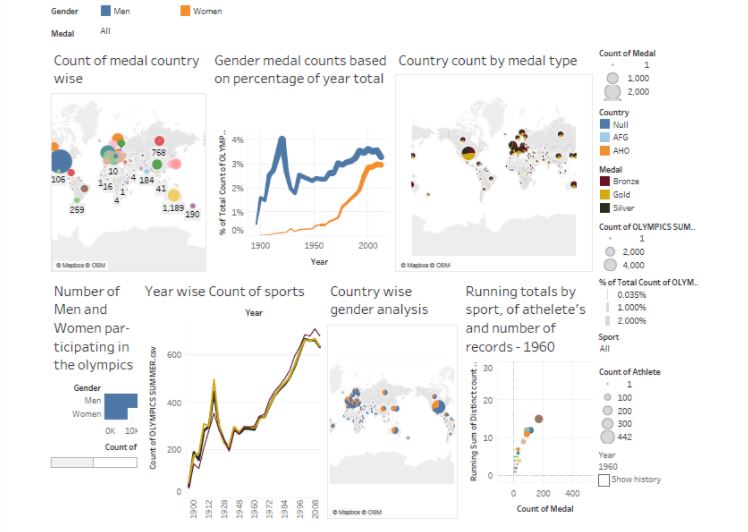 Gender
Men
Women
Medal
All
Count of medal country
wise
106
259
10
16
1
1
4
4
184
768
41
1,189
190
© Mapbox © OSM
Gender medal counts based
on percentage of year total
% of Total Count of OLYMP..
4%
3%
2%
1%
0%
1900
1950
2000
Year
Country count by medal type
© Mapbox © OSM
Count of Medal
1
1,000
2,000
Country
Null
AFG
AHO
Medal
Bronze
Gold
Silver
Count of OLYMPICS SUM..
1
2,000
4,000
% of Total Count of OLYM..
0.035%
1.000%
2.000%
Sport
All
Count of Athlete
1
100
200
300
442
Year
1960
Show history
Number of
Men and
Women par-
ticipating in
the olympics
Gender
Men
Women
0K
10K
Count of
Year wise Count of sports
Year
Count of OLYMPICS SUMMER.csv
600
400
200
0
1900
1912
1928
1948
1960
1972
1984
1996
2008
Country wise
gender analysis
© Mapbox © OSM
Running totals by
sport, of athelete's
and number of
records - 1960
Running Sum of Distinct count..
30
20
10
0
0
200
400
Count of Medal